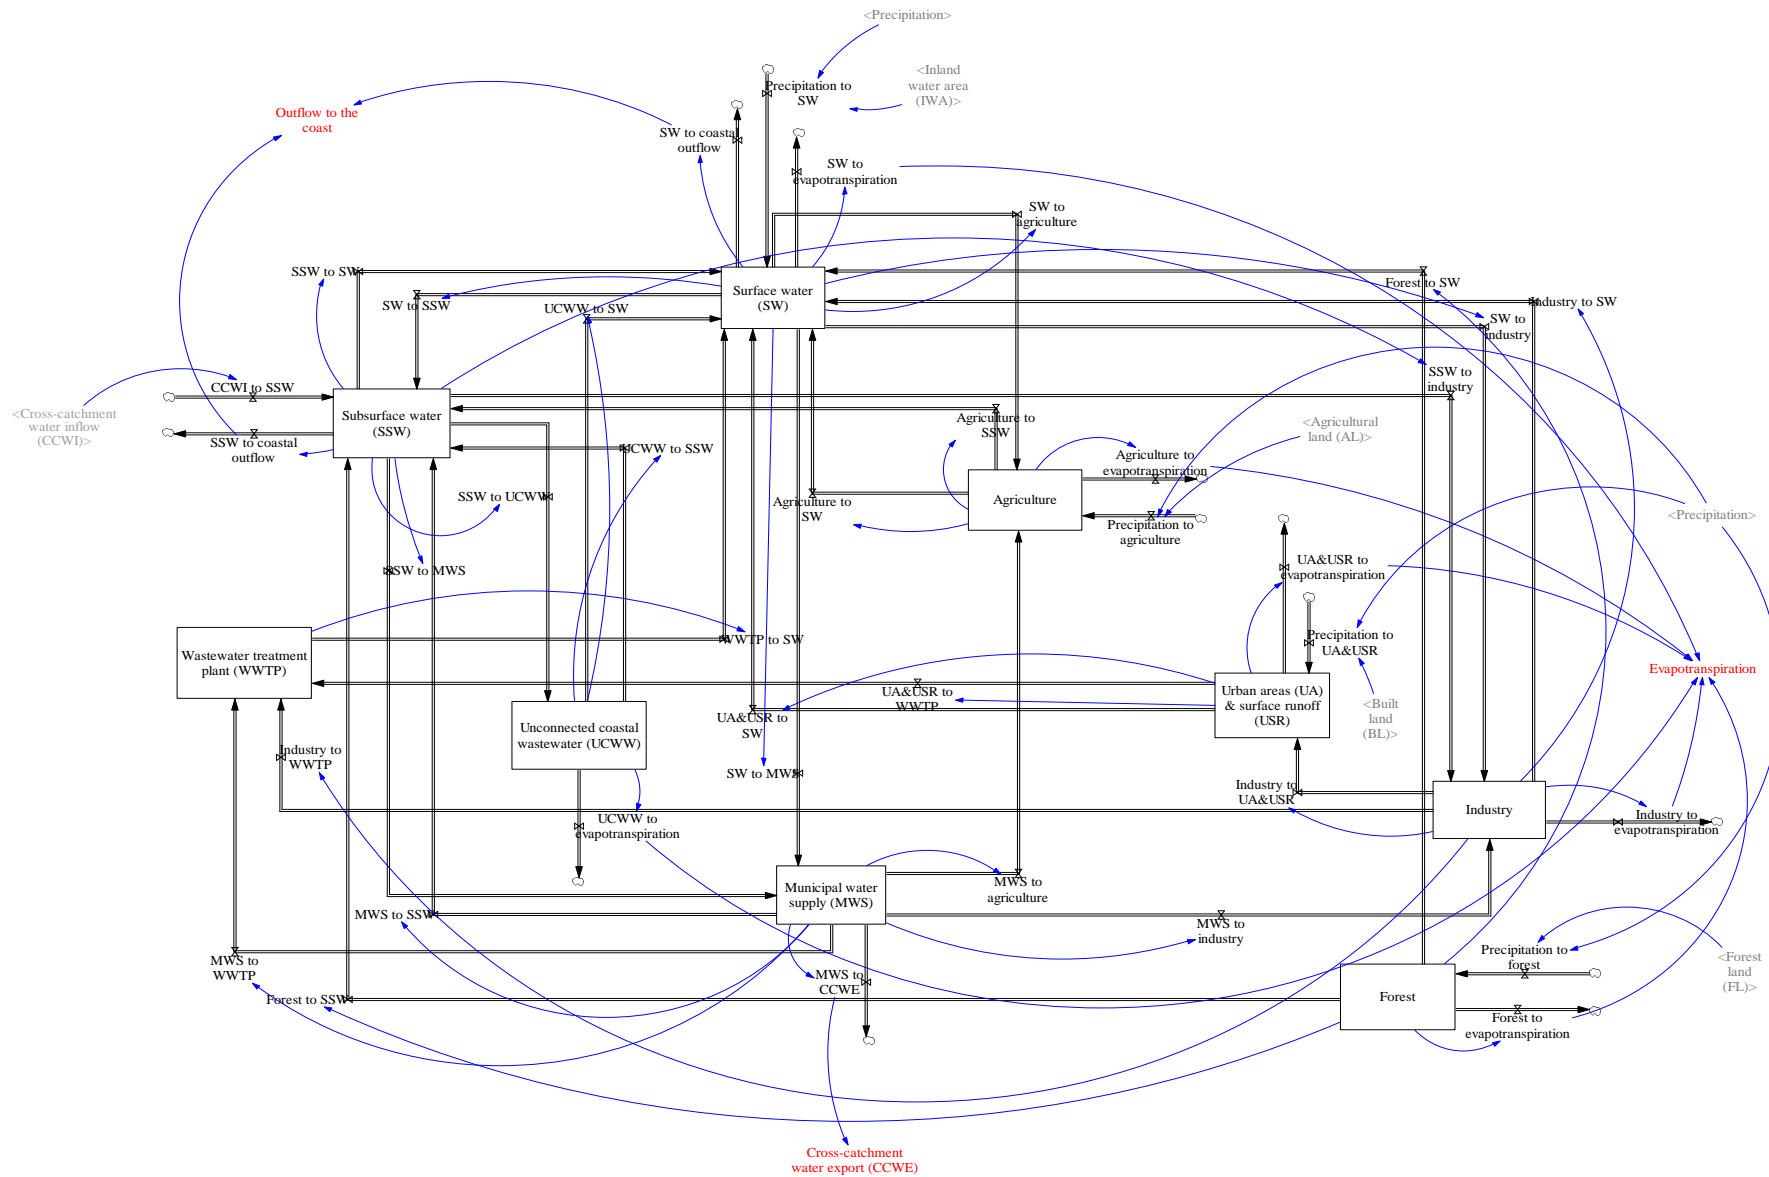 <Precipitation>
Precipitation to
SW
<Inland
water area
(IWA)>
Outflow to the
coast
SW to coastal
outflow
SW to
evapotranspiration
SW to
agriculture
SSW to SW
SW to SSW
UCWW to SW
Surface water
(SW)
Forest to SW
Industry to SW
SW to
industry
CCWI to SSW
<Cross-catchment
water inflow
(CCWI)>
Subsurface water
(SSW)
SSW to coastal
outflow
SSW to
industry
Agriculture to
SSW
<Agricultural
land (AL)>
UCWW to SSW
Agriculture to
evapotranspiration
SSW to UCWW
Agriculture to
SW
Agriculture
Precipitation to
agriculture
<Precipitation>
SSW to MWS
UA&USR to
evapotranspiration
Wastewater treatment
plant (WWTP)
WWTP to SW
Precipitation to
UA&USR
Evapotranspiration
UA&USR to
WWTP
Urban areas (UA)
& surface runoff
(USR)
<Built
land
(BL)>
Unconnected coastal
wastewater (UCWW)
UA&USR to
SW
Industry to
WWTP
SW to MWS
Industry to
UA&USR
Industry
Industry to
evapotranspiration
UCWW to
evapotranspiration
Municipal water
supply (MWS)
MWS to
agriculture
MWS to SSW
MWS to
industry
MWS to
WWTP
MWS to
CCWE
Precipitation to
forest
<Forest
land
(FL)>
Forest to SSW
Forest
Forest to
evapotranspiration
Cross-catchment
water export (CCWE)